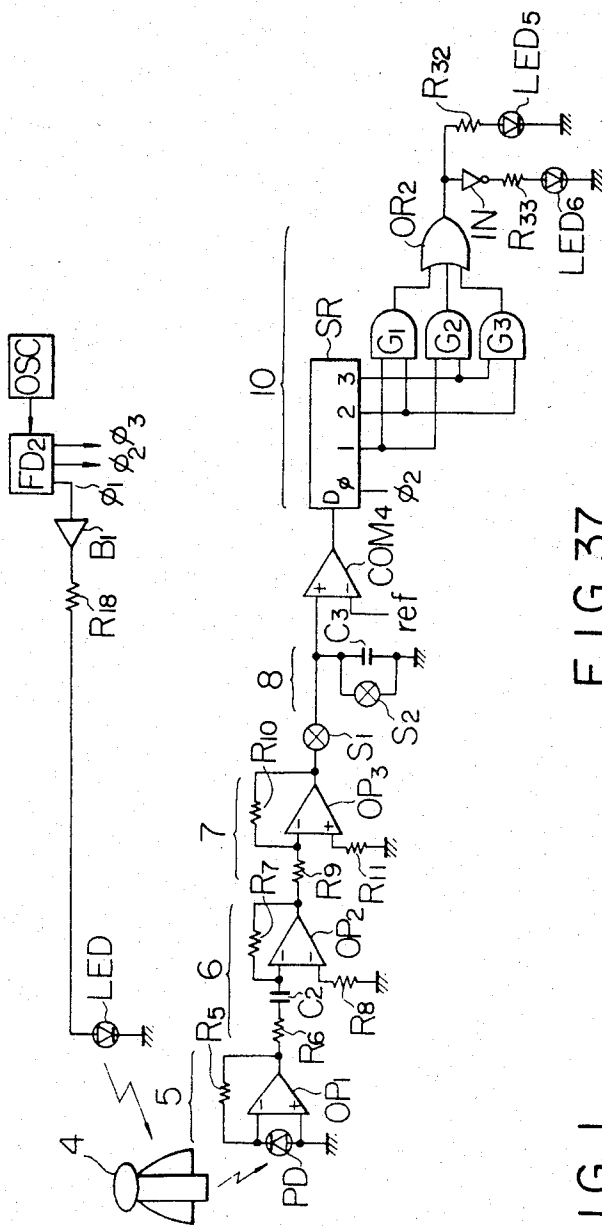 OSC
FD2
φ1
φ2
φ3
B1
R18
LED
4
5
PD
R5
OP1
6
R6
C2
R7
OP2
R8
7
R9
R10
OP3
R11
8
S1
S2
C3
ref
COM4
10
SR
D
φ
φ2
1
2
3
G1
G2
G3
OR2
IN
R32
LED5
R33
LED6
FIG.37
IG. 1